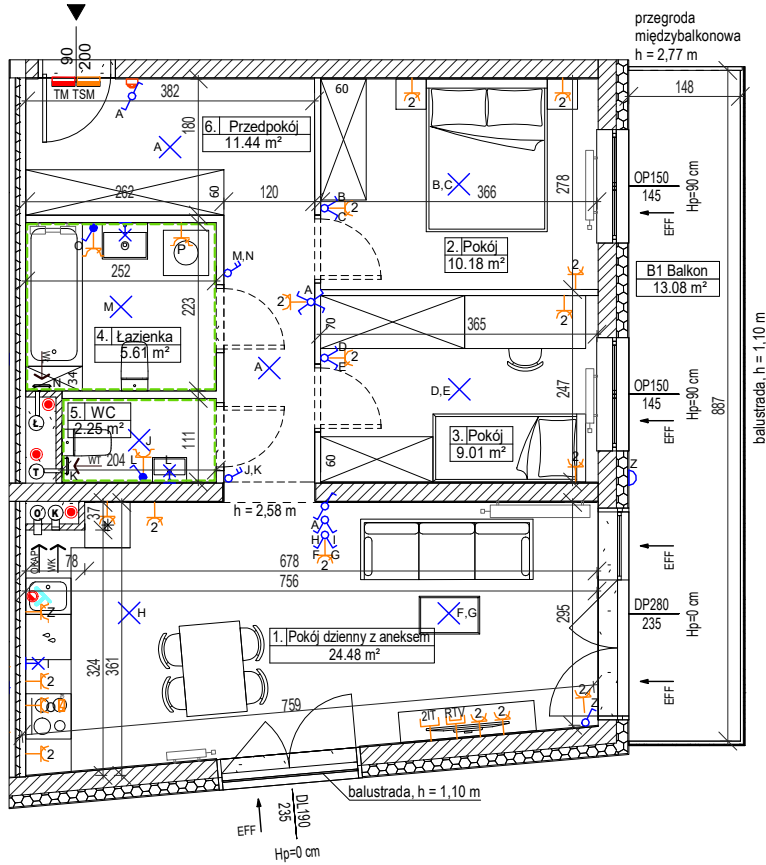 przegroda
międzybalkonowa
h = 2,77 m
90
200
TM TSM
382
A
180
6. Przedpokój
11.44 m²
A
60
2
2
148
B,C
366
278
OP150
145
Hp=90 cm
EFF
262
60
120
B
2
C
2. Pokój
10.18 m²
O
P
252
M,N
2
B1 Balkon
13.08 m²
M
223
2
A
2
4. Łazienka
5.61 m²
70
365
34
A
D
2
E
D,E
247
OP150
145
Hp=90 cm
EFF
887
balustrada, h = 1,10 m
5. WC
2.25 m²
Ł
J
111
3. Pokój
9.01 m²
T
WT
204
L
K
J,K
60
2
Z
O
K
37
2
h = 2,58 m
A
H I
F G
2
OKAP
WK
78
678
756
EFF
Z
H
F,G
295
DP280
235
Hp=0 cm
1. Pokój dzienny z aneksem
24.48 m²
324
361
2
2
759
2IT
RTV
2
2
2
Z
EFF
2
balustrada, h = 1,10 m
EFF
DL190
235
Hp=0 cm